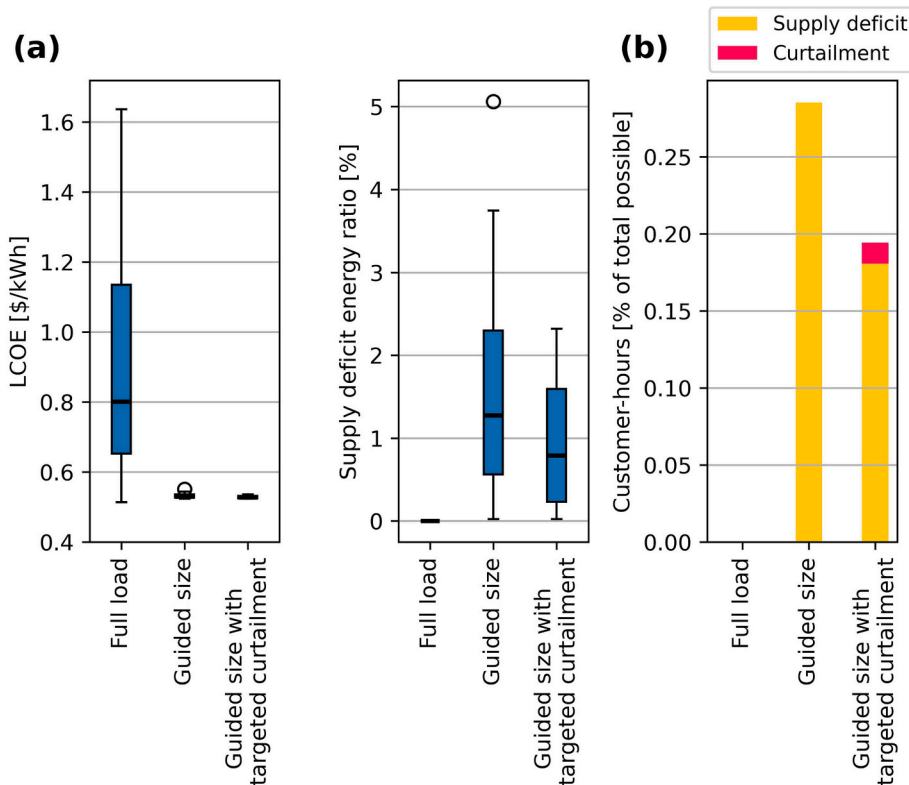 Supply deficit
Curtailment
(a)
(b)
LCOE [$/kWh]
1.6
1.4
1.2
1.0
0.8
0.6
0.4
Full load
Guided size
Guided size with
targeted curtailment
Supply deficit energy ratio [%]
5
4
3
2
1
0
Full load
Guided size
Guided size with
targeted curtailment
Customer-hours [% of total possible]
0.25
0.20
0.15
0.10
0.05
0.00
Full load
Guided size
Guided size with
targeted curtailment